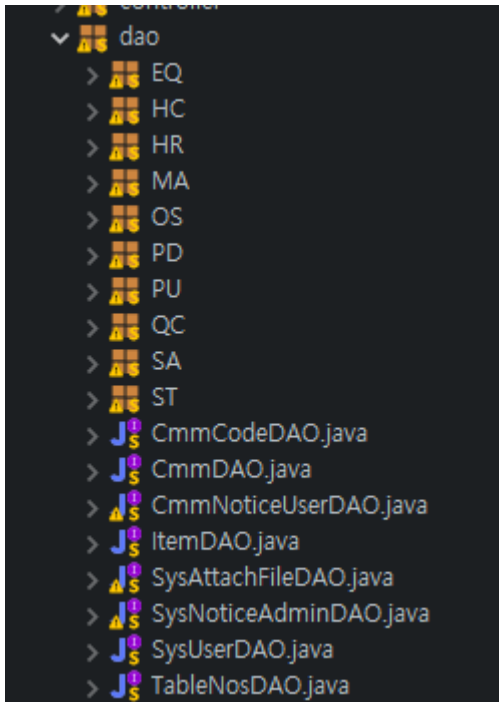 controller
dao
EQ
HC
HR
MA
OS
PD
PU
QC
SA
ST
CmmCodeDAO.java
CmmDAO.java
CmmNoticeUserDAO.java
ItemDAO.java
SysAttachFileDAO.java
SysNoticeAdminDAO.java
SysUserDAO.java
TableNosDAO.java